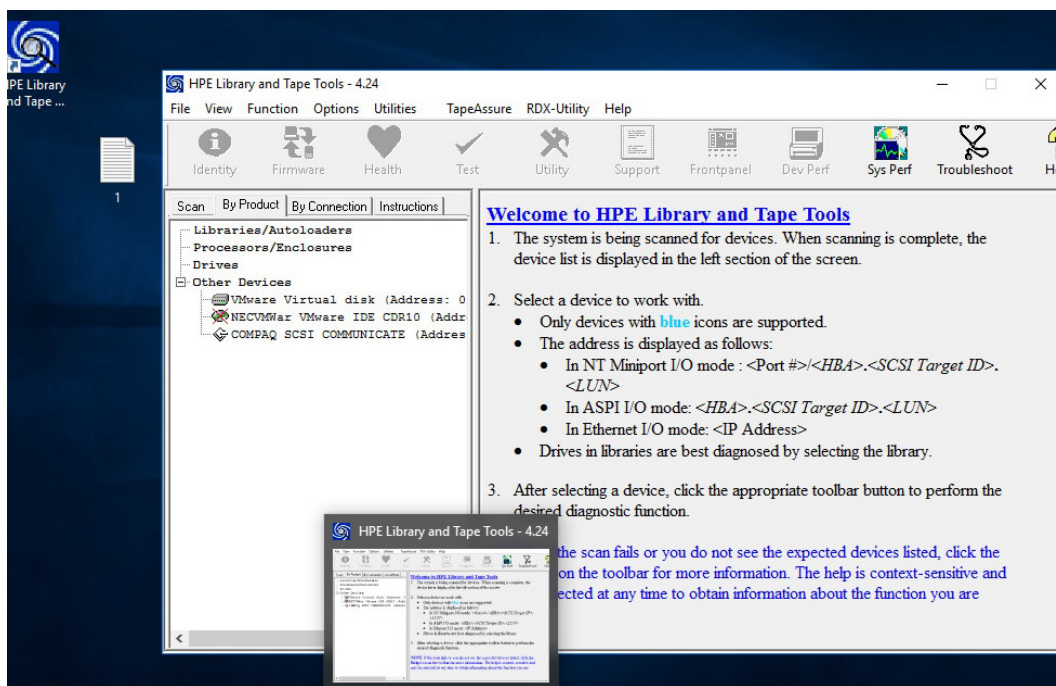 HPE Library
and Tape ...
1
HPE Library and Tape Tools - 4.24
File View Function Options Utilities TapeAssure RDX-Utility Help
Identity Firmware Health Test Utility Support Frontpanel Dev Perf Sys Perf Troubleshoot
Scan By Product By Connection Instructions
Libraries/Autoloaders
Processors/Enclosures
Drives
Other Devices
VMware Virtual disk (Address: 0
NECVMWar VMware IDE CDR10 (Addr
COMPAQ SCSI COMMUNICATE (Addres
Welcome to HPE Library and Tape Tools
1. The system is being scanned for devices. When scanning is complete, the
device list is displayed in the left section of the screen.
2. Select a device to work with.
• Only devices with blue icons are supported.
• The address is displayed as follows:
• In NT Miniport I/O mode : <Port #>/<HBA>.<SCSI Target ID>.
<LUN>
• In ASPI I/O mode: <HBA>.<SCSI Target ID>.<LUN>
• In Ethernet I/O mode: <IP Address>
• Drives in libraries are best diagnosed by selecting the library.
3. After selecting a device, click the appropriate toolbar button to perform the
desired diagnostic function.
the scan fails or you do not see the expected devices listed, click the
on the toolbar for more information. The help is context-sensitive and
ected at any time to obtain information about the function you are
HPE Library and Tape Tools - 4.24